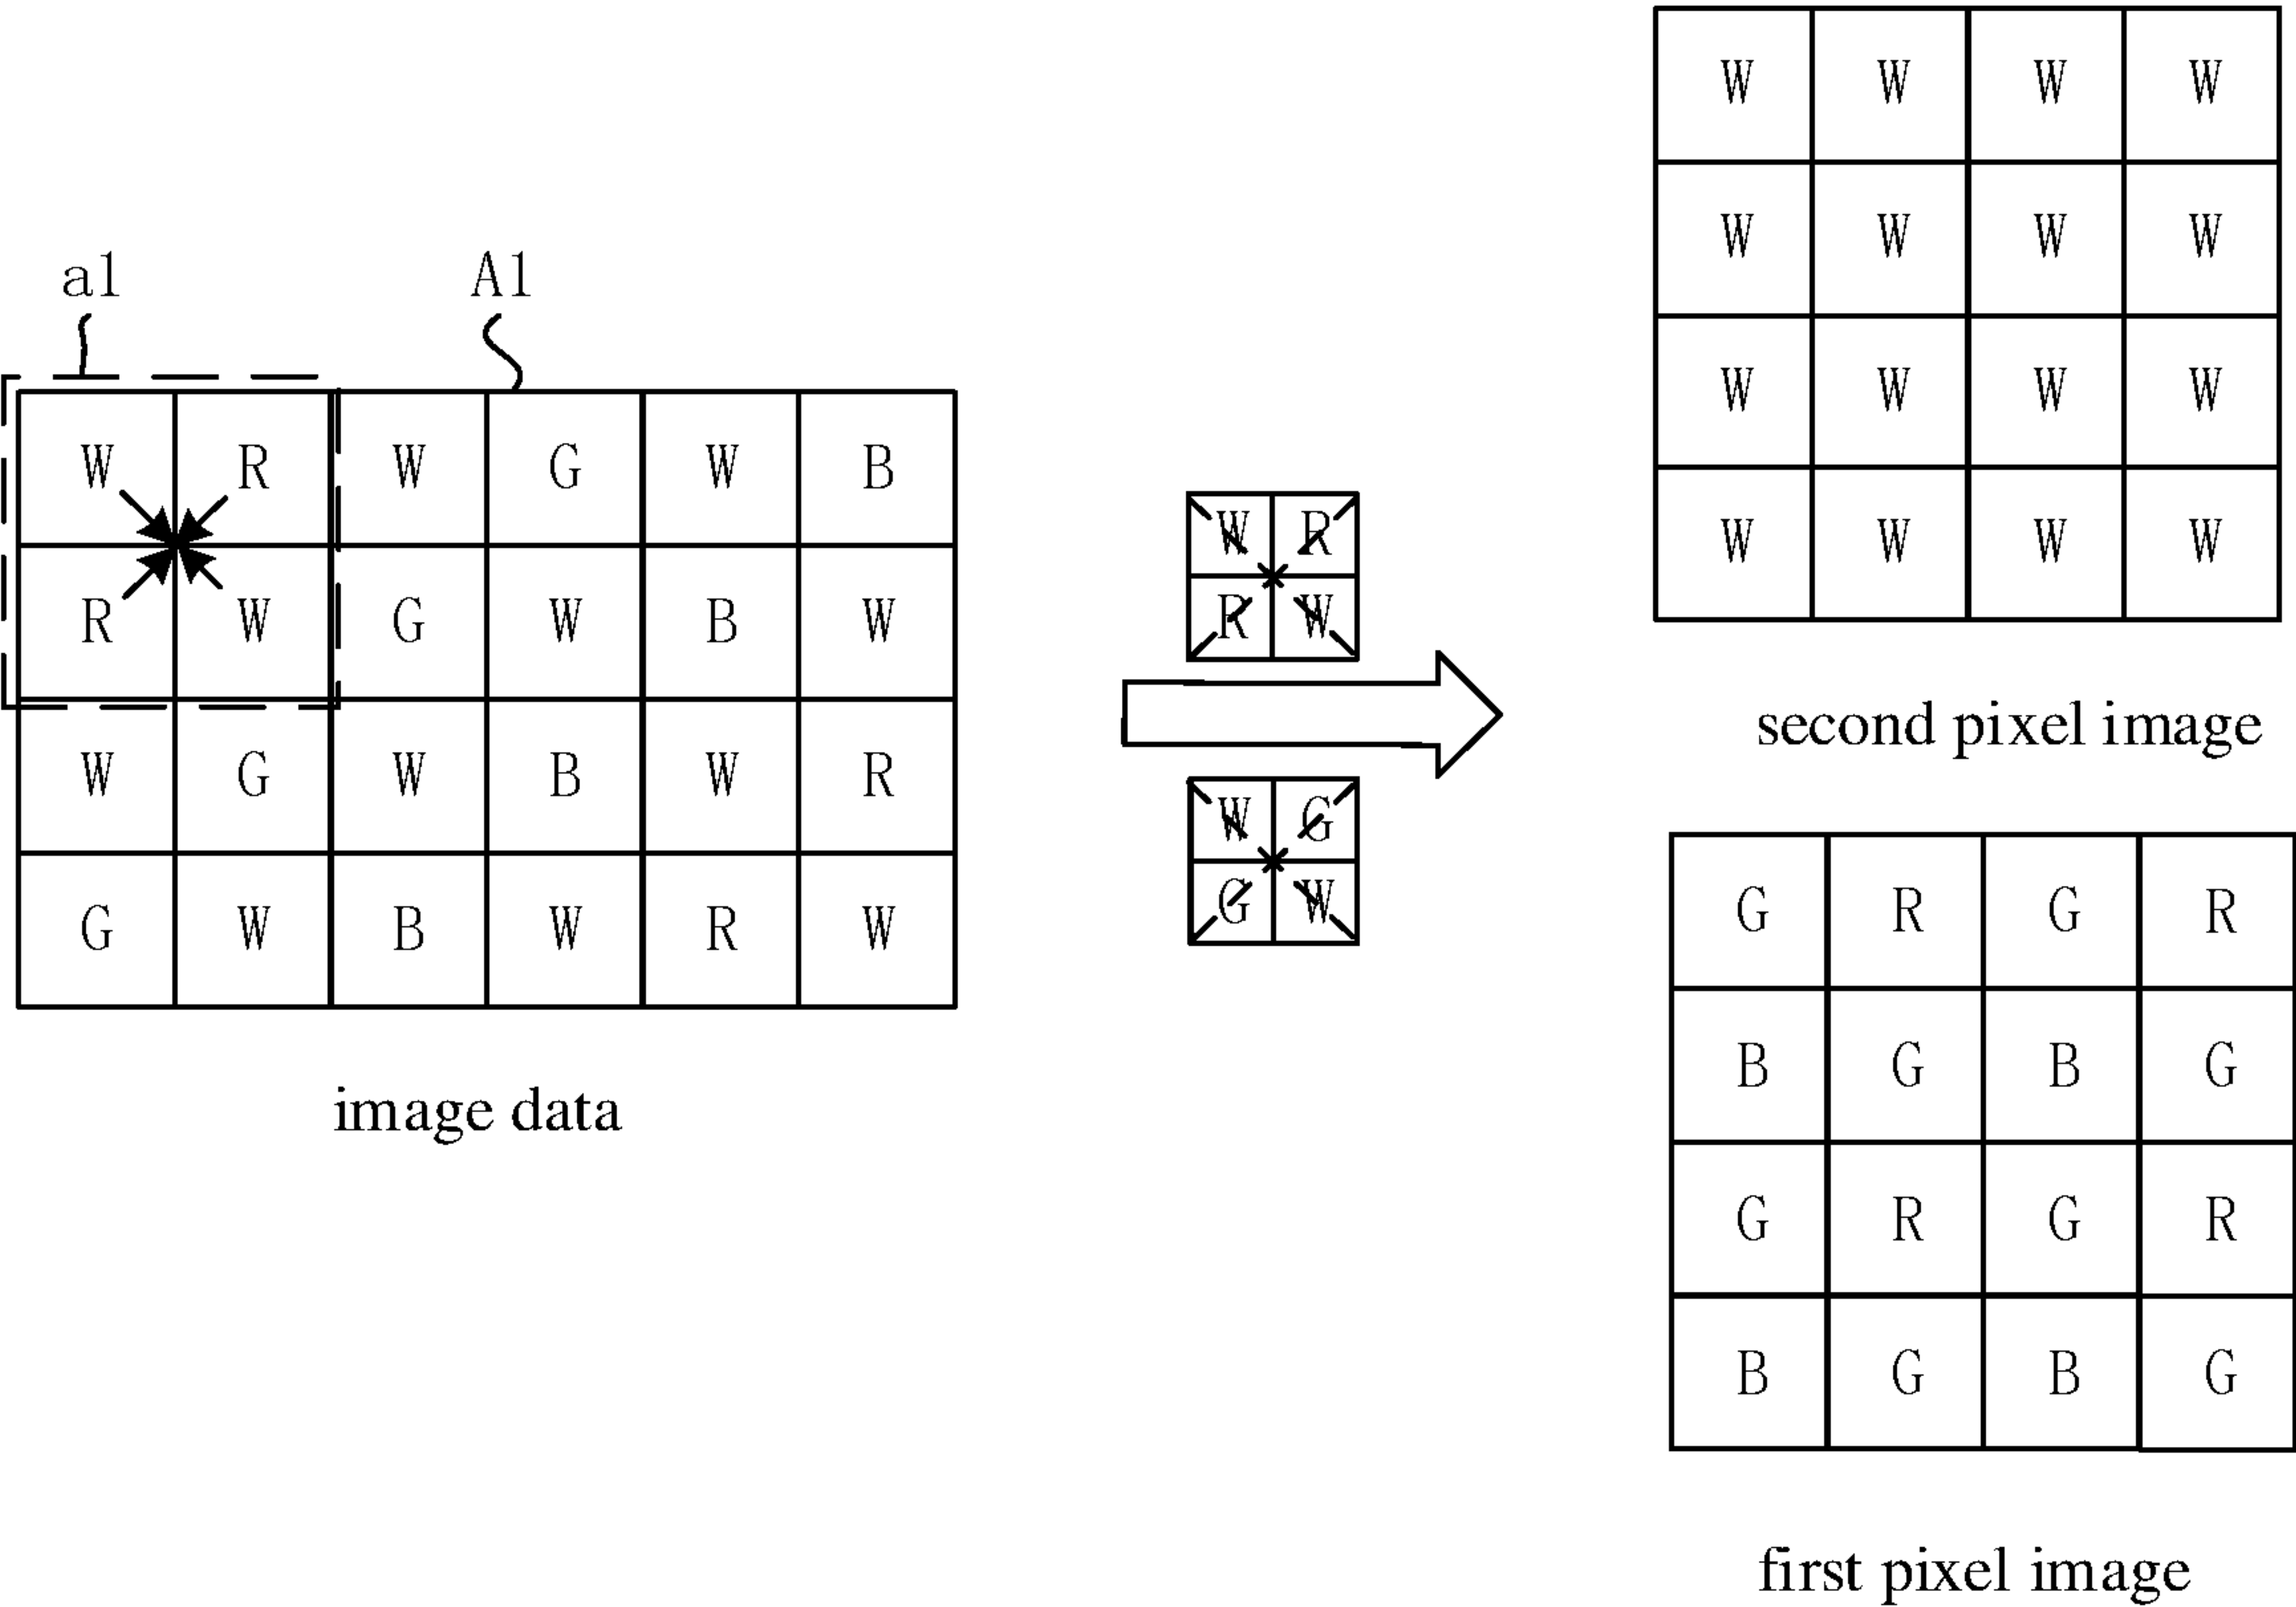 a1 A1
W R W G W B
R W G W B W
W G W B W R
G W B W R W
image data
W R
R W
W G
G W
W W W W
W W W W
W W W W
W W W W
second pixel image
G R G R
B G B G
G R G R
B G B G
first pixel image